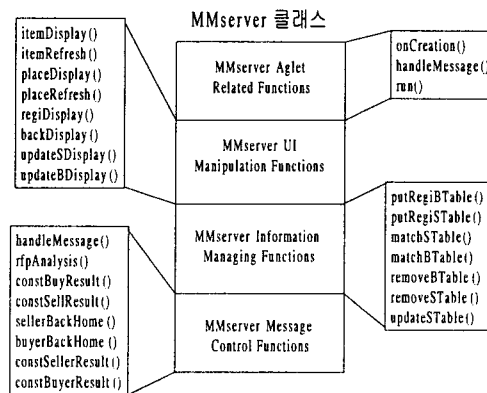 MMserver 클래스
itemDisplay()
itemRefresh()
placeDisplay()
placeRefresh()
regiDisplay()
backDisplay()
updateSDisplay()
updateBDisplay()
MMserver Aglet
Related Functions
onCreation()
handleMessage()
run()
MMserver UI
Manipulation Functions
MMserver Information
Managing Functions
putRegiBTable()
putRegiSTable()
matchSTable()
matchBTable()
removeBTable()
removeSTable()
updateSTable()
handleMessage()
rfpAnalysis()
constBuyResult()
constSellResult()
sellerBackHome()
buyerBackHome()
constSellerResult()
constBuyerResult()
MMserver Message
Control Functions